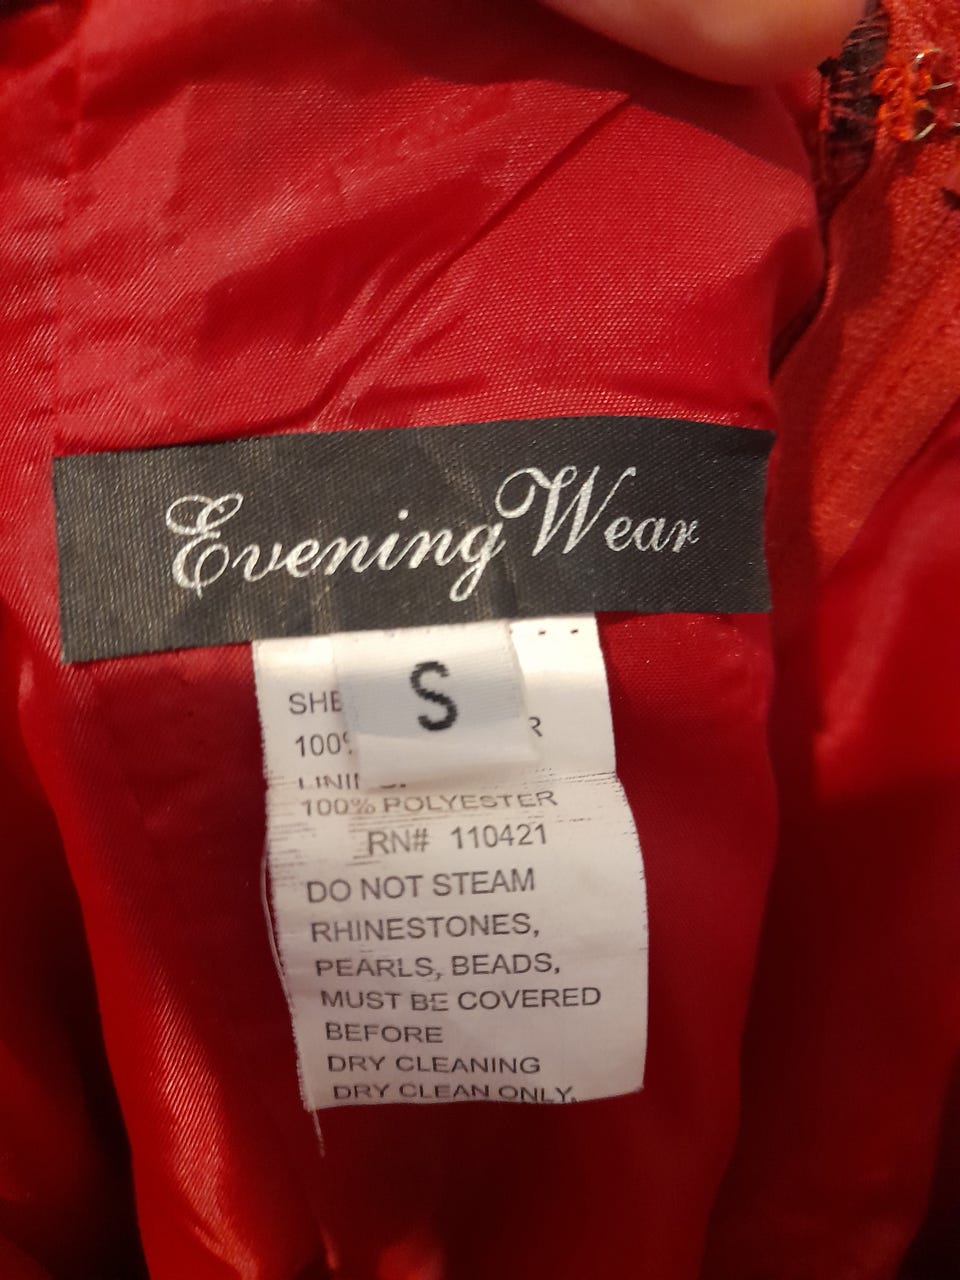 Evening Wear
S
100%
100% POLYESTER
RN# 110421
DO NOT STEAM
RHINESTONES,
PEARLS, BEADS,
MUST BE COVERED
BEFORE
DRY CLEANING
DRY CLEAN ONLY.